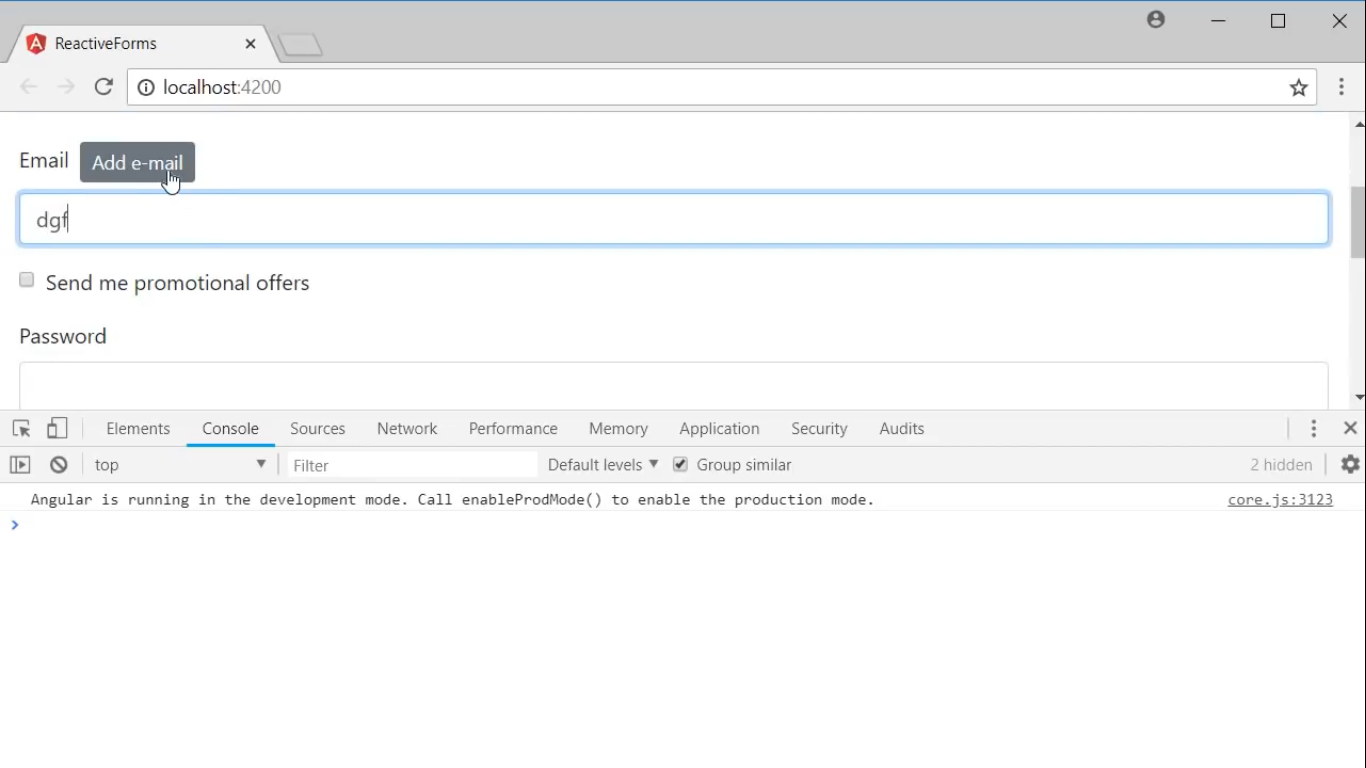 ReactiveForms
localhost:4200
Email Add e-mail
dgf
Send me promotional offers
Password
Elements Console Sources Network Performance Memory Application Security Audits
top Filter Default levels Group similar 2 hidden
Angular is running in the development mode. Call enableProdMode() to enable the production mode. core.js:3123